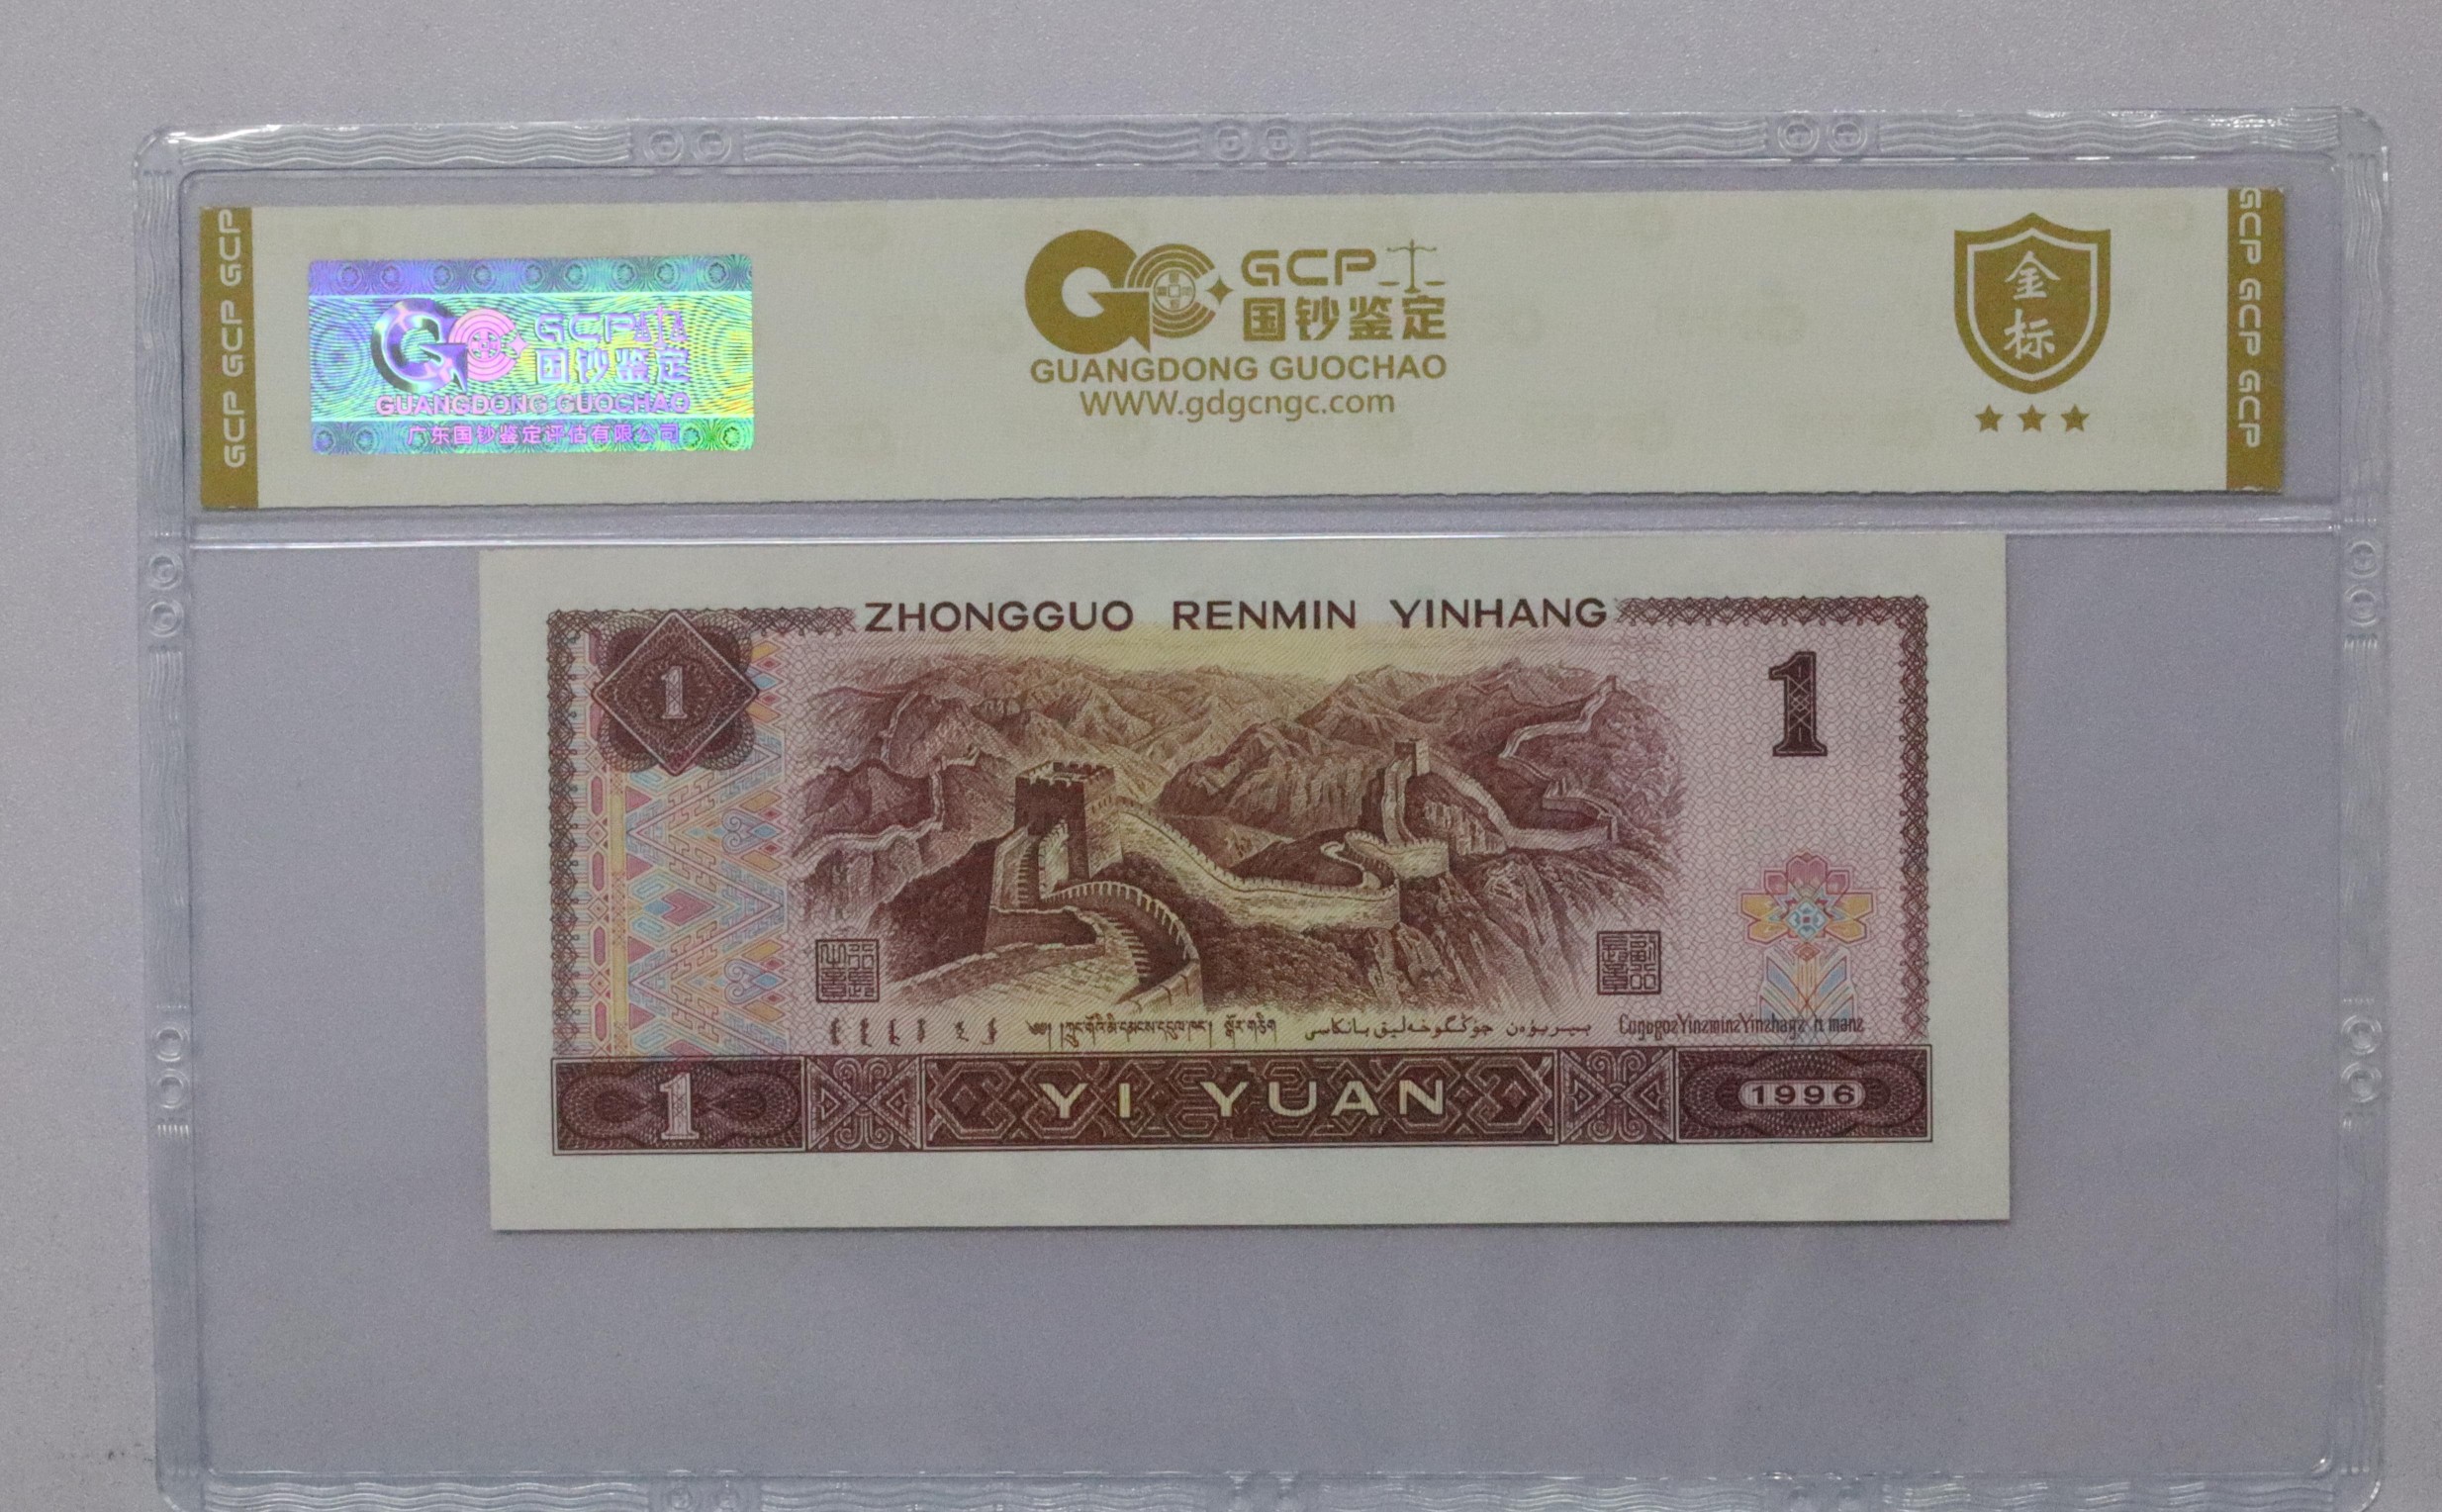 GCP GCP GCP
GCP
国钞鉴定
GUANGDONG GUOCHAO
广东国钞鉴定评估有限公司
GCP
国钞鉴定
GUANGDONG GUOCHAO
WWW.gdgcngc.com
金
标
GCP GCP GCP
ZHONGGUO RENMIN YINHANG
1
1
1
YI YUAN
1996